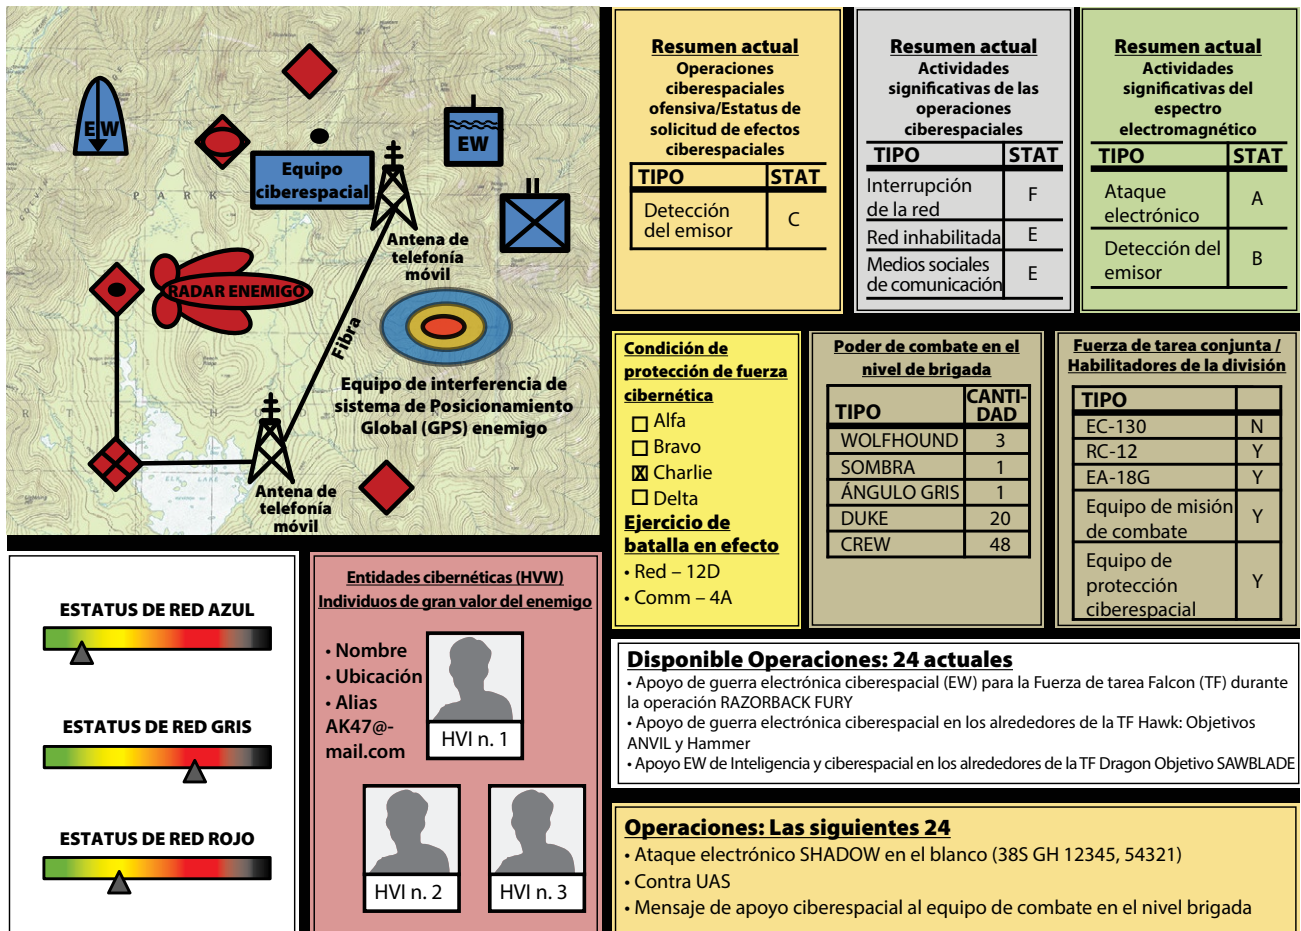 EW
Equipo
ciberespacial
EW
Antena de
telefonía
móvil
RADAR ENEMIGO
Fibra
Equipo de interferencia de
sistema de Posicionamiento
Global (GPS) enemigo
Antena de
telefonía
móvil
Resumen actual
Operaciones
ciberespaciales
ofensiva/Estatus de
solicitud de efectos
ciberespaciales
TIPO STAT
Detección
del emisor C
Resumen actual
Actividades
significativas de las
operaciones
ciberespaciales
TIPO STAT
Interrupción
de la red F
Red inhabilitada E
Medios sociales
de comunicación E
Resumen actual
Actividades
significativas del
espectro
electromagnético
TIPO STAT
Ataque
electrónico A
Detección del
emisor B
Condición de
protección de fuerza
cibernética
Alfa
Bravo
X Charlie
Delta
Ejercicio de
batalla en efecto
• Red – 12D
• Comm – 4A
Poder de combate en el
nivel de brigada
TIPO CANTI-
DAD
WOLFHOUND 3
SOMBRA 1
ÁNGULO GRIS 1
DUKE 20
CREW 48
Fuerza de tarea conjunta /
Habilitadores de la división
TIPO
EC-130 N
RC-12 Y
EA-18G Y
Equipo de misión
de combate Y
Equipo de
protección
ciberespacial Y
ESTATUS DE RED AZUL
ESTATUS DE RED GRIS
ESTATUS DE RED ROJO
Entidades cibernéticas (HVW)
Individuos de gran valor del enemigo
• Nombre
• Ubicación
• Alias
AK47@-
mail.com
HVI n. 1
HVI n. 2
HVI n. 3
Disponible Operaciones: 24 actuales
• Apoyo de guerra electrónica ciberespacial (EW) para la Fuerza de tarea Falcon (TF) durante
la operación RAZORBACK FURY
• Apoyo de guerra electrónica ciberespacial en los alrededores de la TF Hawk: Objetivos
ANVIL y Hammer
• Apoyo EW de Inteligencia y ciberespacial en los alrededores de la TF Dragon Objetivo SAWBLADE
Operaciones: Las siguientes 24
• Ataque electrónico SHADOW en el blanco (38S GH 12345, 54321)
• Contra UAS
• Mensaje de apoyo ciberespacial al equipo de combate en el nivel brigada